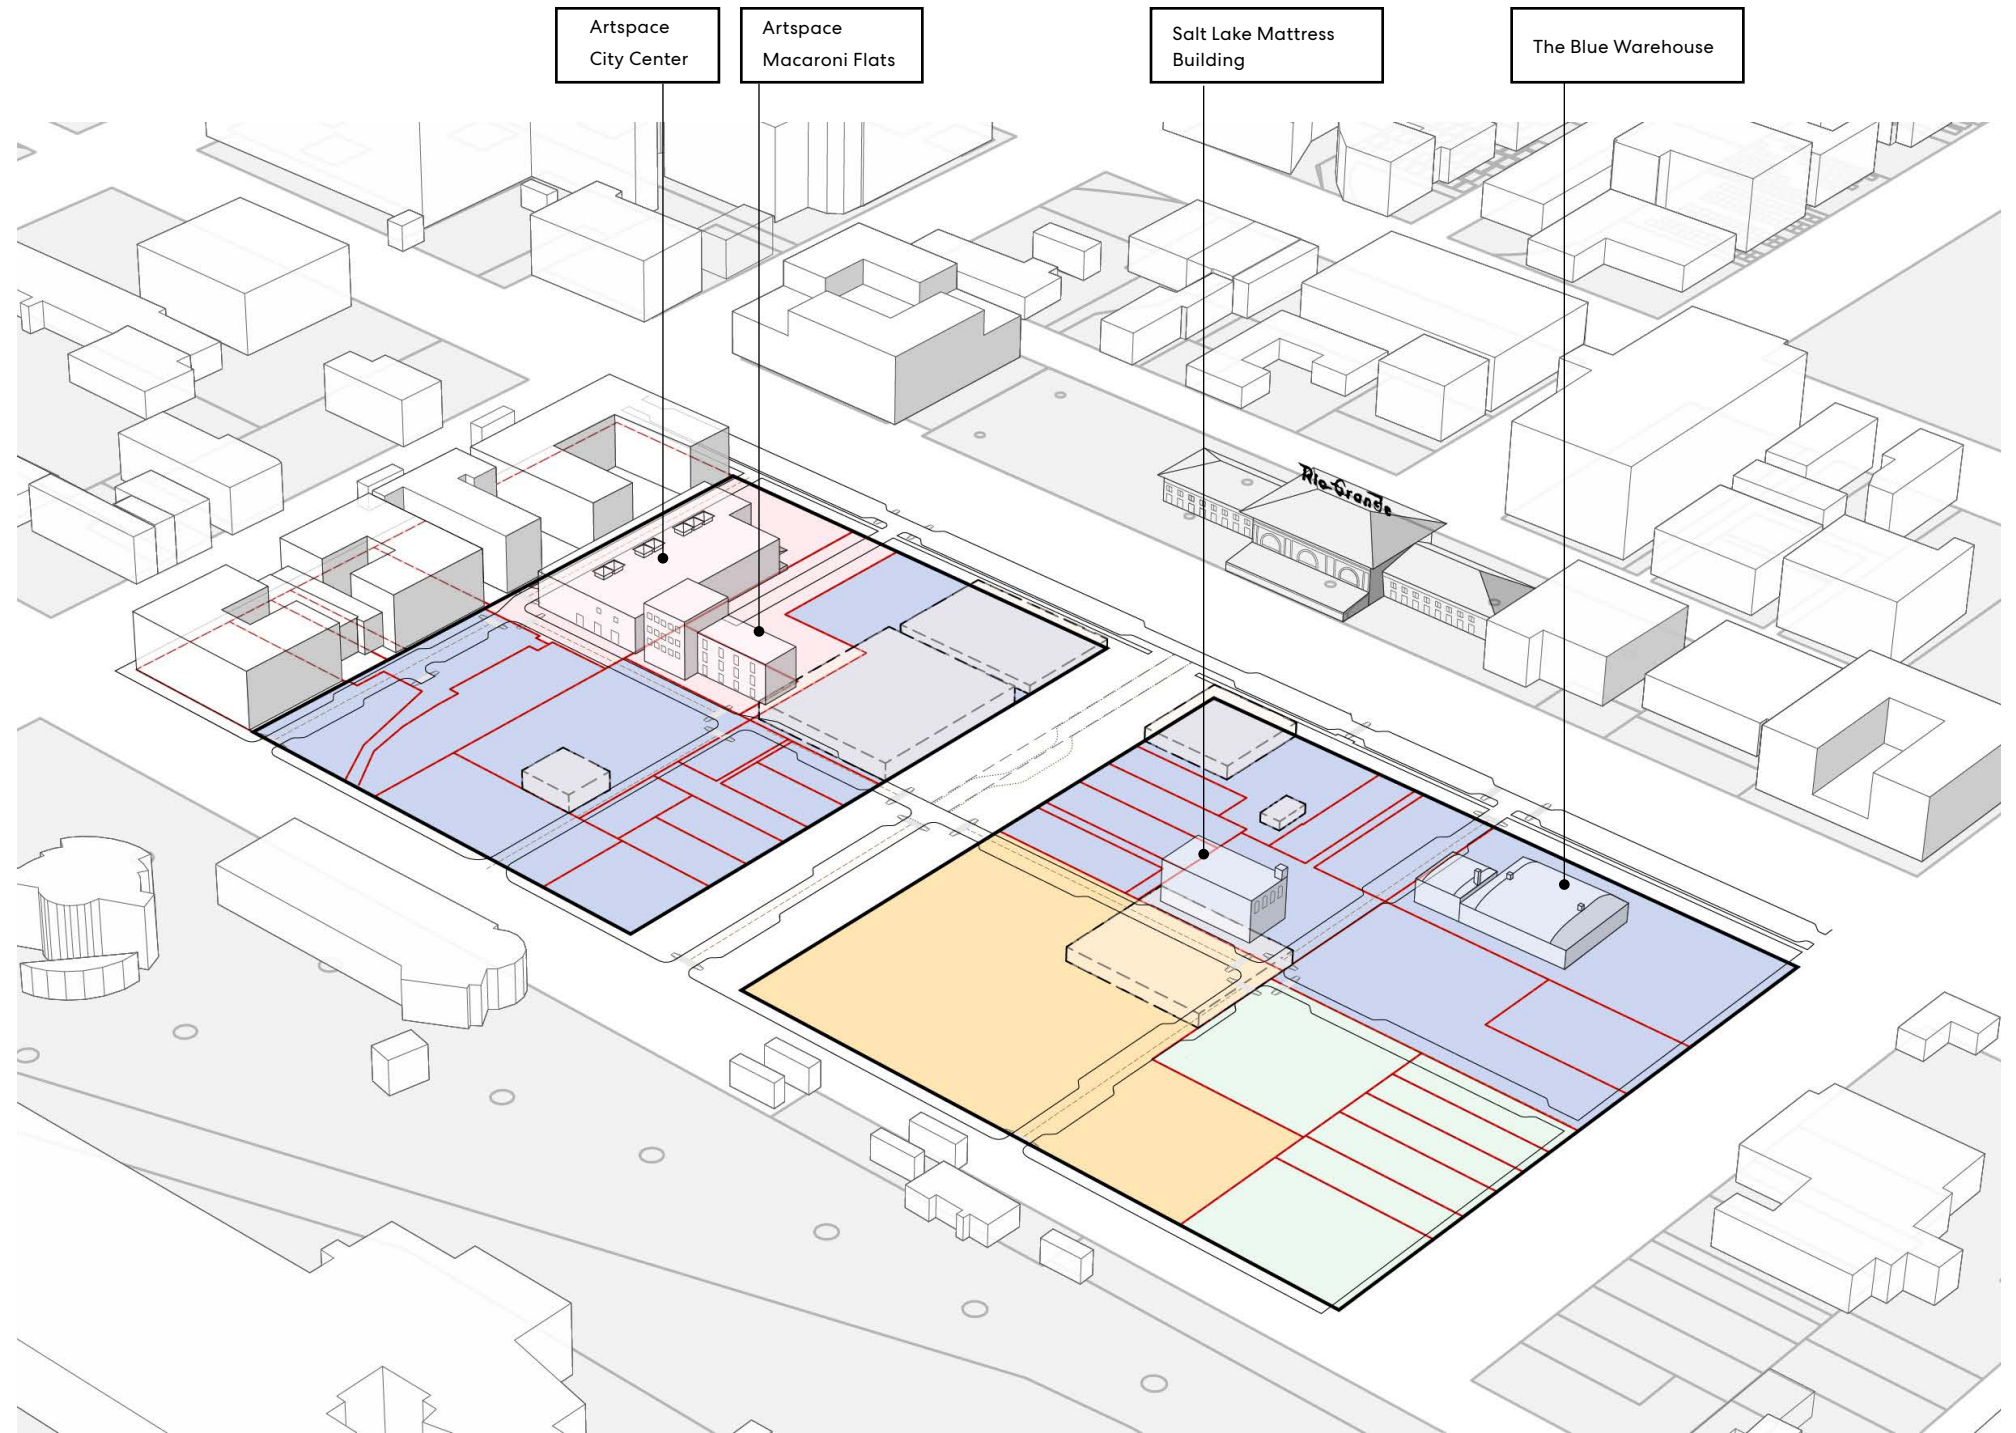 Artspace
City Center
Artspace
Macaroni Flats
Salt Lake Mattress
Building
The Blue Warehouse
Rio Grande